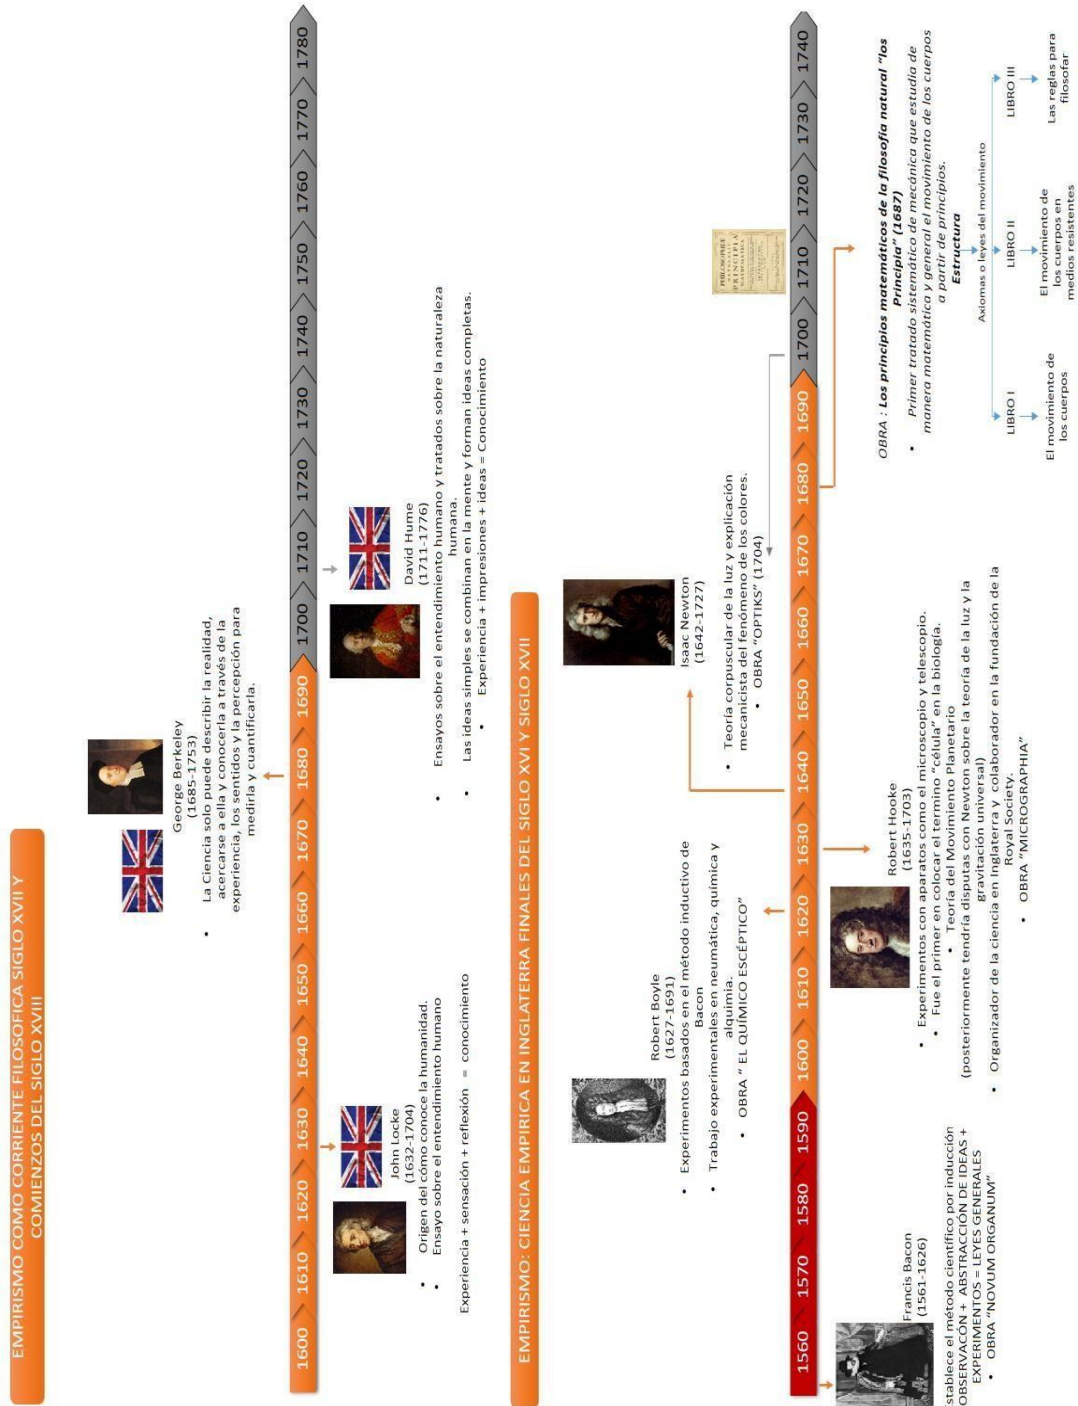 EMPIRISMO COMO CORRIENTE FILOSOFICA SIGLO XVII Y
COMIENZOS DEL SIGLO XVIII
George Berkeley
(1685-1753)
• La Ciencia solo puede describir la realidad,
acercarse a ella y conocerla a través de la
experiencia, los sentidos y la percepción para
medirla y cuantificarla.
1600 1610 1620 1630 1640 1650 1660 1670 1680 1690 1700 1710 1720 1730 1740 1750 1760 1770 1780
John Locke
(1632-1704)
• Origen del cómo conoce la humanidad.
• Ensayo sobre el entendimiento humano
Experiencia + sensación + reflexión = conocimiento
David Hume
(1711-1776)
• Ensayos sobre el entendimiento humano y tratados sobre la naturaleza
humana.
• Las ideas simples se combinan en la mente y forman ideas completas.
• Experiencia + impresiones + ideas = Conocimiento
EMPIRISMO: CIENCIA EMPIRICA EN INGLATERRA FINALES DEL SIGLO XVI Y SIGLO XVII
Robert Boyle
(1627-1691)
• Experimentos basados en el método inductivo de
Bacon
• Trabajo experimentales en neumática, química y
alquimia.
• OBRA " EL QUÍMICO ESCÉPTICO"
Isaac Newton
(1642-1727)
• Teoría corpuscular de la luz y explicación
mecanicista del fenómeno de los colores.
• OBRA "OPTIKS" (1704)
PHILOSOPHIÆ
NATURALIS
PRINCIPIA
MATHEMATICA
1560 1570 1580 1590 1600 1610 1620 1630 1640 1650 1660 1670 1680 1690 1700 1710 1720 1730 1740
Francis Bacon
(1561-1626)
stablece el método científico por inducción
OBSERVACÓN + ABSTRACCIÓN DE IDEAS +
EXPERIMENTOS = LEYES GENERALES
• OBRA "NOVUM ORGANUM"
Robert Hooke
(1635-1703)
• Experimentos con aparatos como el microscopio y telescopio.
• Fue el primer en colocar el termino "célula" en la biología.
• Teoría del Movimiento Planetario
(posteriormente tendría disputas con Newton sobre la teoría de la luz y la
gravitación universal)
• Organizador de la ciencia en Inglaterra y colaborador en la fundación de la
Royal Society.
• OBRA "MICROGRAPHIA"
OBRA : Los principios matemáticos de la filosofía natural "los
Principia" (1687)
• Primer tratado sistemático de mecánica que estudia de
manera matemática y general el movimiento de los cuerpos
a partir de principios.
Estructura
Axiomas o leyes del movimiento
LIBRO I
El movimiento de
los cuerpos
LIBRO II
El movimiento de
los cuerpos en
medios resistentes
LIBRO III
Las reglas para
filosofar